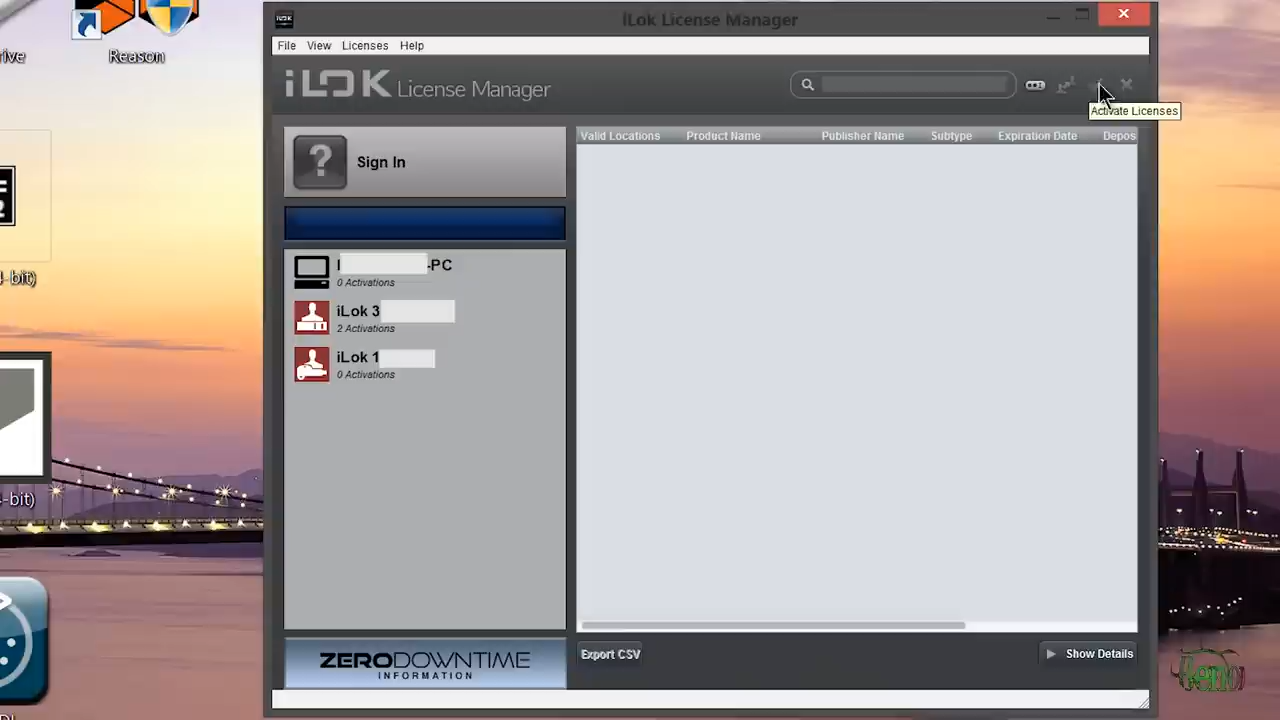 iLok License Manager
rive
Reason
File View Licenses Help
iLOK License Manager
Activate Licenses
Sign In
Valid Locations Product Name Publisher Name Subtype Expiration Date Depos
-PC
0 Activations
iLok 3
2 Activations
iLok 1
0 Activations
-bit)
-bit)
ZERODOWNTIME
INFORMATION
Export CSV
Show Details